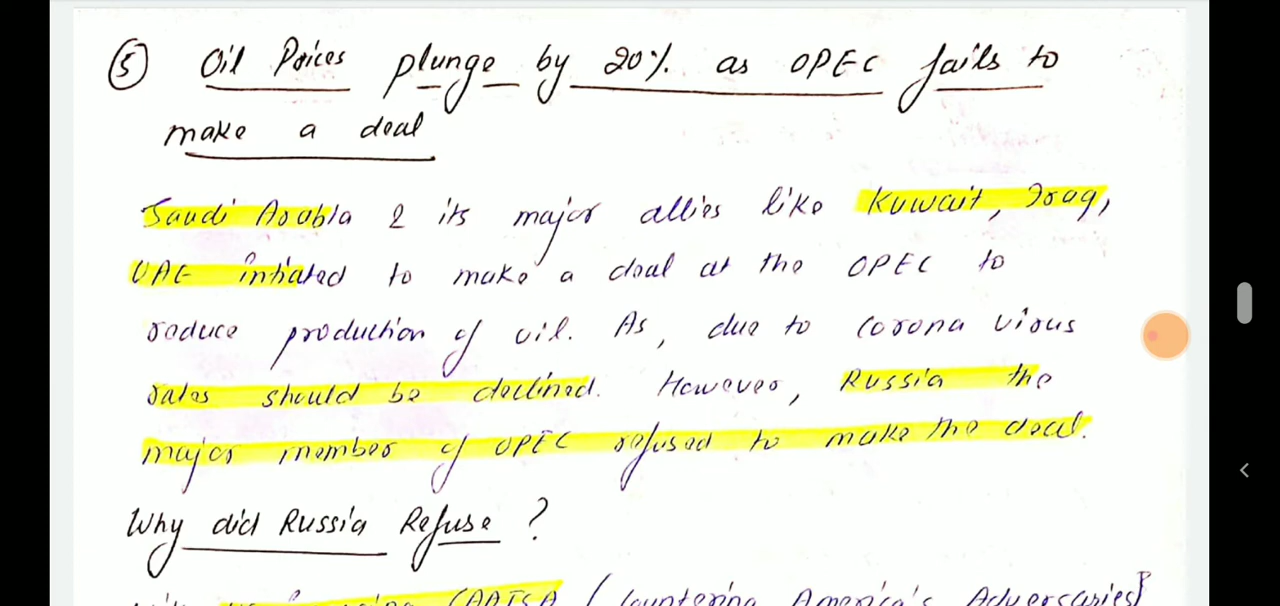 ⑤ Oil Prices plunge by 20% as OPEC fails to
make a deal
Saudi Arabia & its major allies like Kuwait, Iraq,
UAE intiated to make a deal at the OPEC to
reduce production of oil. As, due to corona virus
rates should be declined. However, Russia the
major member of OPEC refused to make the deal.
Why did Russia Refuse ?
CAATSA (Countering America's Adversaries